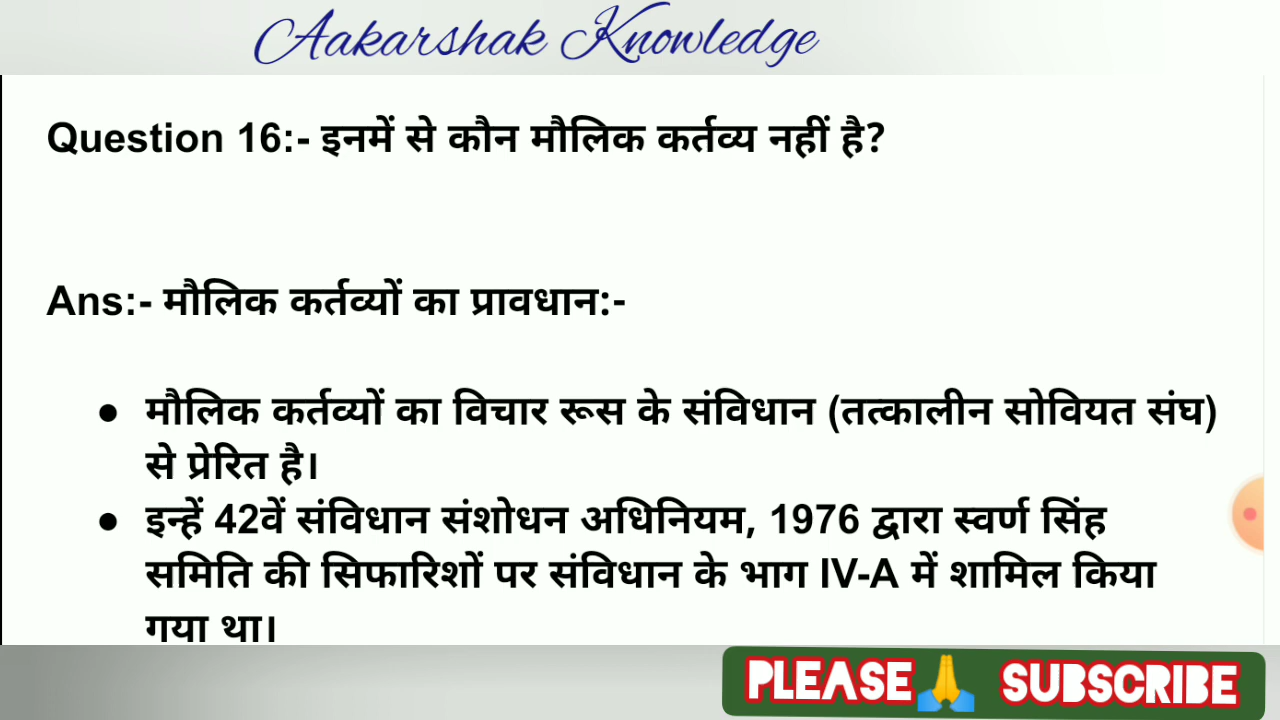 Aakarshak Knowledge
Question 16:- इनमें से कौन मौलिक कर्तव्य नहीं है?
Ans:- मौलिक कर्तव्यों का प्रावधान:-
● मौलिक कर्तव्यों का विचार रूस के संविधान (तत्कालीन सोवियत संघ)
से प्रेरित है।
● इन्हें 42वें संविधान संशोधन अधिनियम, 1976 द्वारा स्वर्ण सिंह
समिति की सिफारिशों पर संविधान के भाग IV-A में शामिल किया
गया था।
PLEASE🙏 SUBSCRIBE